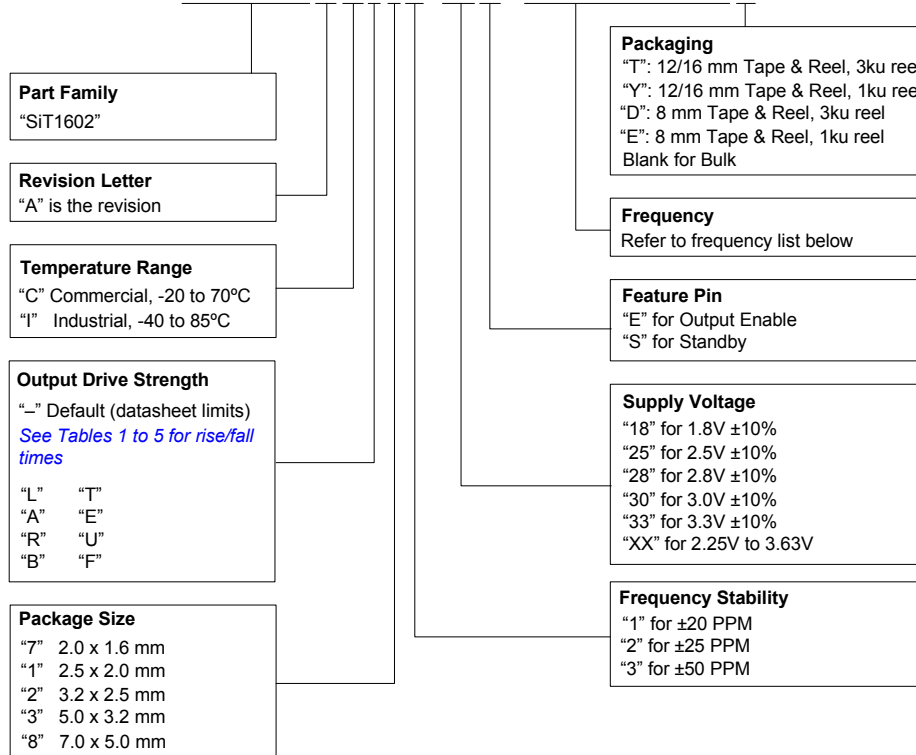 Part Family
“SiT1602”
Revision Letter
“A” is the revision
Temperature Range
“C” Commercial, -20 to 70ºC
“I” Industrial, -40 to 85ºC
Output Drive Strength
“–” Default (datasheet limits)
See Tables 1 to 5 for rise/fall
times
“L” “T”
“A” “E”
“R” “U”
“B” “F”
Package Size
“7” 2.0 x 1.6 mm
“1” 2.5 x 2.0 mm
“2” 3.2 x 2.5 mm
“3” 5.0 x 3.2 mm
“8” 7.0 x 5.0 mm
Packaging
“T”: 12/16 mm Tape & Reel, 3ku ree
“Y”: 12/16 mm Tape & Reel, 1ku ree
“D”: 8 mm Tape & Reel, 3ku reel
“E”: 8 mm Tape & Reel, 1ku reel
Blank for Bulk
Frequency
Refer to frequency list below
Feature Pin
“E” for Output Enable
“S” for Standby
Supply Voltage
“18” for 1.8V ±10%
“25” for 2.5V ±10%
“28” for 2.8V ±10%
“30” for 3.0V ±10%
“33” for 3.3V ±10%
“XX” for 2.25V to 3.63V
Frequency Stability
“1” for ±20 PPM
“2” for ±25 PPM
“3” for ±50 PPM